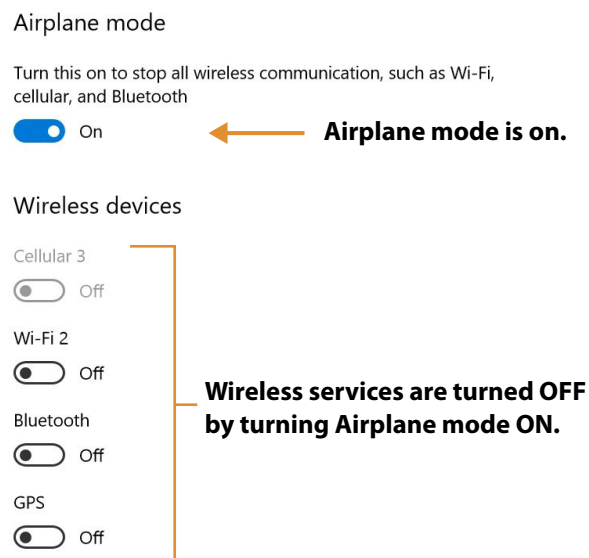 Airplane mode
Turn this on to stop all wireless communication, such as Wi-Fi,
cellular, and Bluetooth
On
Airplane mode is on.
Wireless devices
Cellular 3
Off
Wi-Fi 2
Off
Wireless services are turned OFF
by turning Airplane mode ON.
Bluetooth
Off
GPS
Off